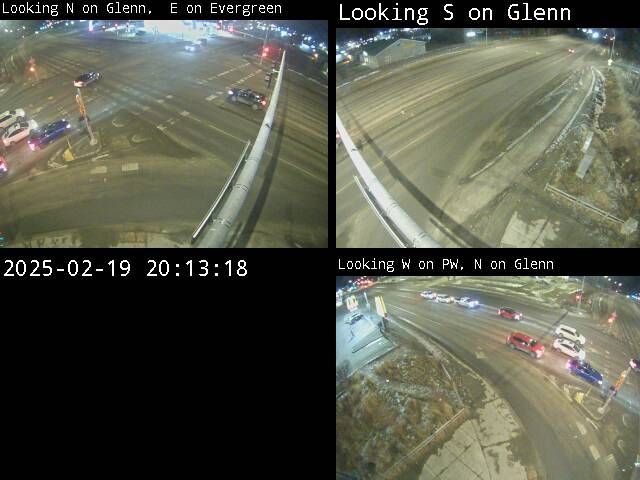 Looking N on Glenn,  E on Evergreen
Looking S on Glenn
2025-02-19 20:13:18
Looking W on PW, N on Glenn